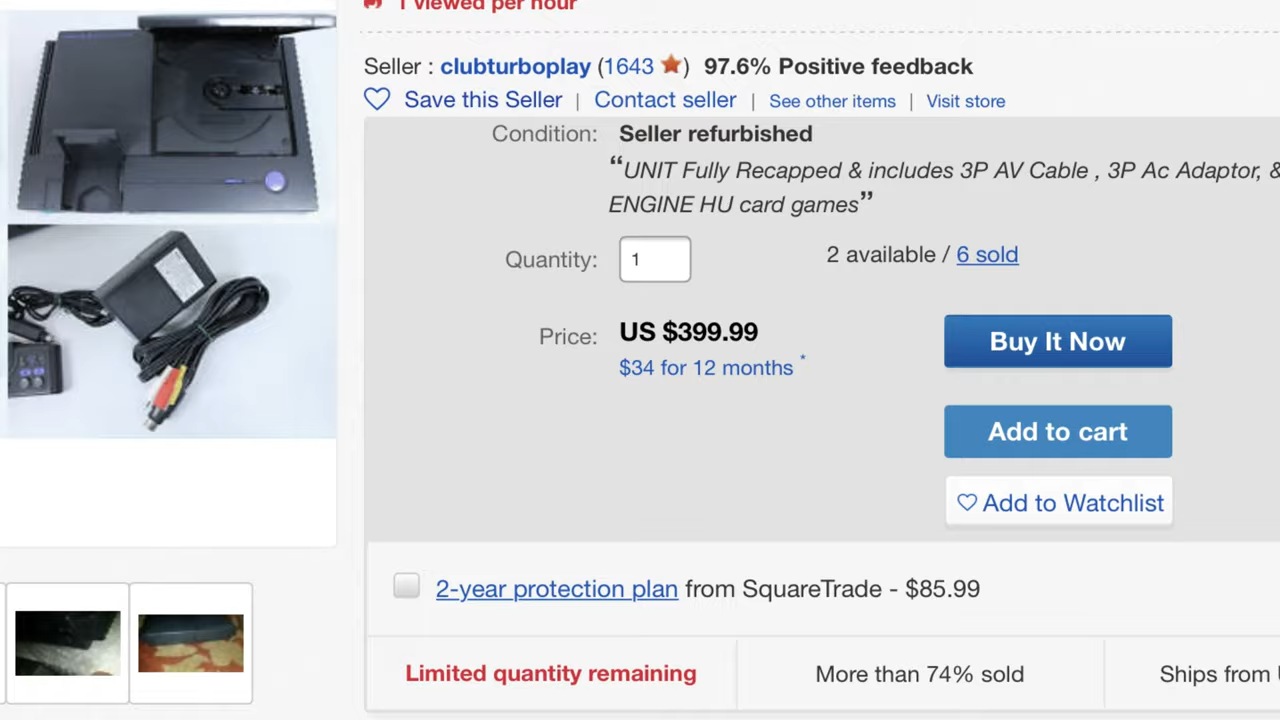 1 viewed per hour
Seller : clubturboplay (1643 ) 97.6% Positive feedback
Save this Seller | Contact seller | See other items | Visit store
Condition: Seller refurbished
“UNIT Fully Recapped & includes 3P AV Cable , 3P Ac Adaptor, &
ENGINE HU card games”
Quantity: 1 2 available / 6 sold
Price: US $399.99 Buy It Now
$34 for 12 months *
Add to cart
Add to Watchlist
2-year protection plan from SquareTrade - $85.99
Limited quantity remaining More than 74% sold Ships from